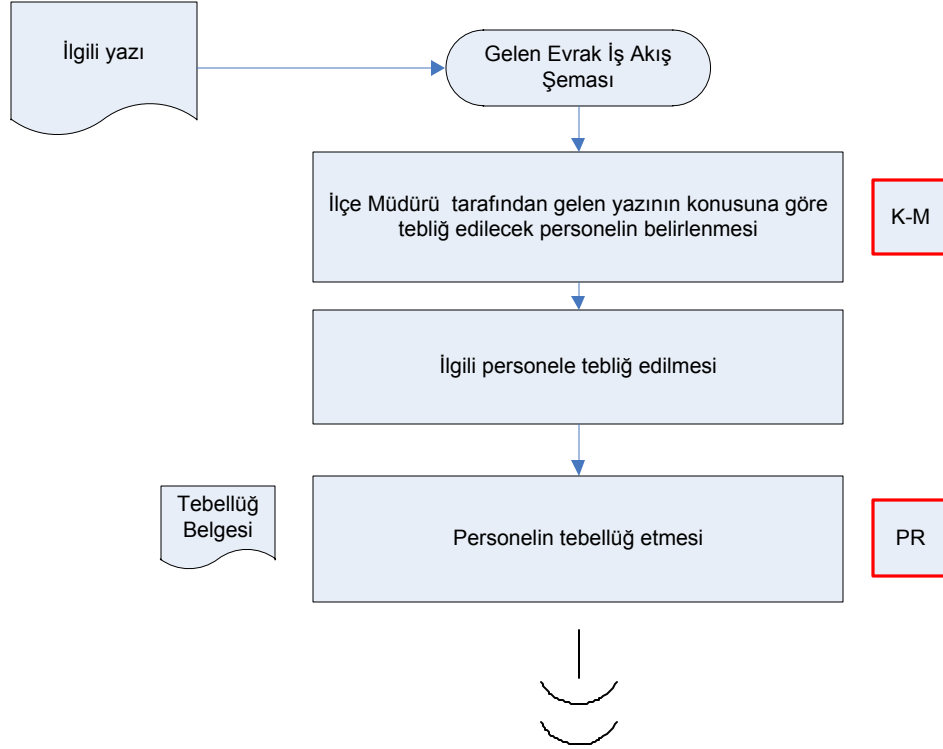 İlgili yazı
Gelen Evrak İş Akış
Şeması
İlçe Müdürü  tarafından gelen yazının konusuna göre
tebliğ edilecek personelin belirlenmesi
K-M
İlgili personele tebliğ edilmesi
Tebellüğ
Belgesi
Personelin tebellüğ etmesi
PR